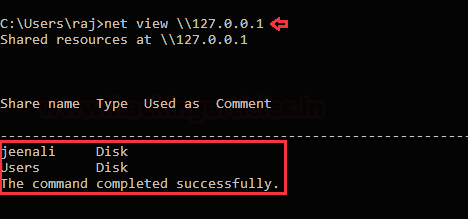 C:\Users\raj>net view \\127.0.0.1
Shared resources at \\127.0.0.1
Share name  Type  Used as  Comment
-------------------------------------------------------------------------------
jeenali     Disk
Users       Disk
The command completed successfully.